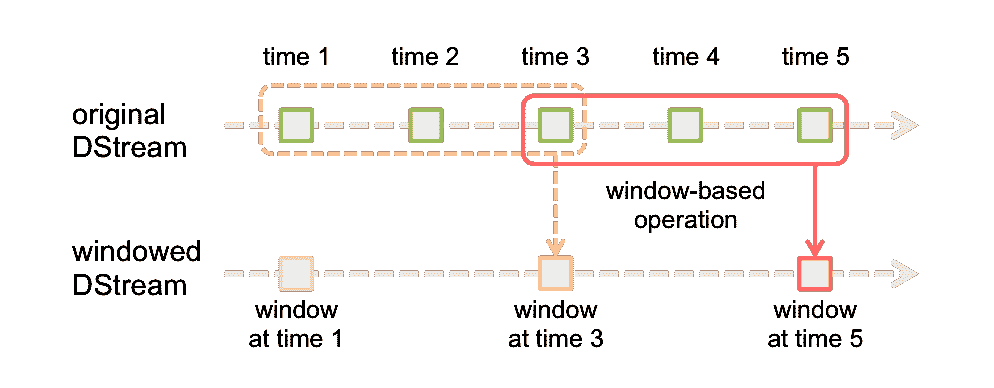 time 1 time 2 time 3 time 4 time 5
original
DStream
window-based
operation
windowed
DStream
window
at time 1
window
at time 3
window
at time 5